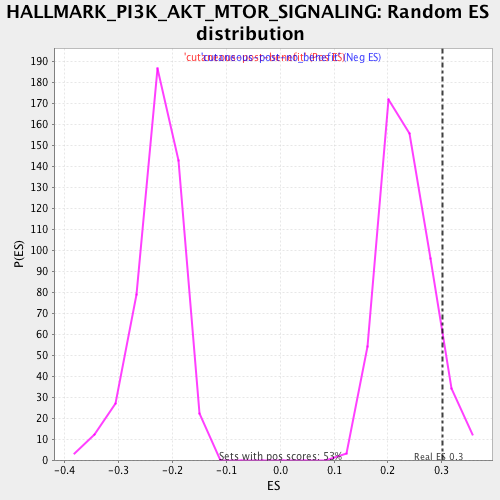 HALLMARK_PI3K_AKT_MTOR_SIGNALING: Random ES
distribution
(Neg ES)
190
180
170
160
150
140
130
120
110
100
90
80
70
60
50
40
30
20
10
0
P(ES)
Sets with pos scores: 53%
Real ES 0.3
-0.4 -0.3 -0.2 -0.1 0.0 0.1 0.2 0.3
ES